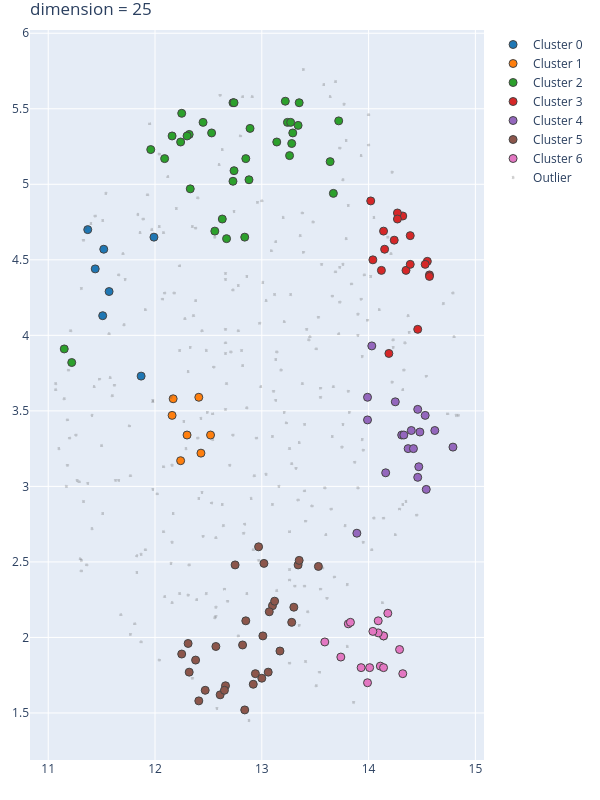 dimension = 25
6
5.5
5
4.5
4
3.5
3
2.5
2
1.5
11
12
13
14
15
Cluster 0
Cluster 1
Cluster 2
Cluster 3
Cluster 4
Cluster 5
Cluster 6
Outlier